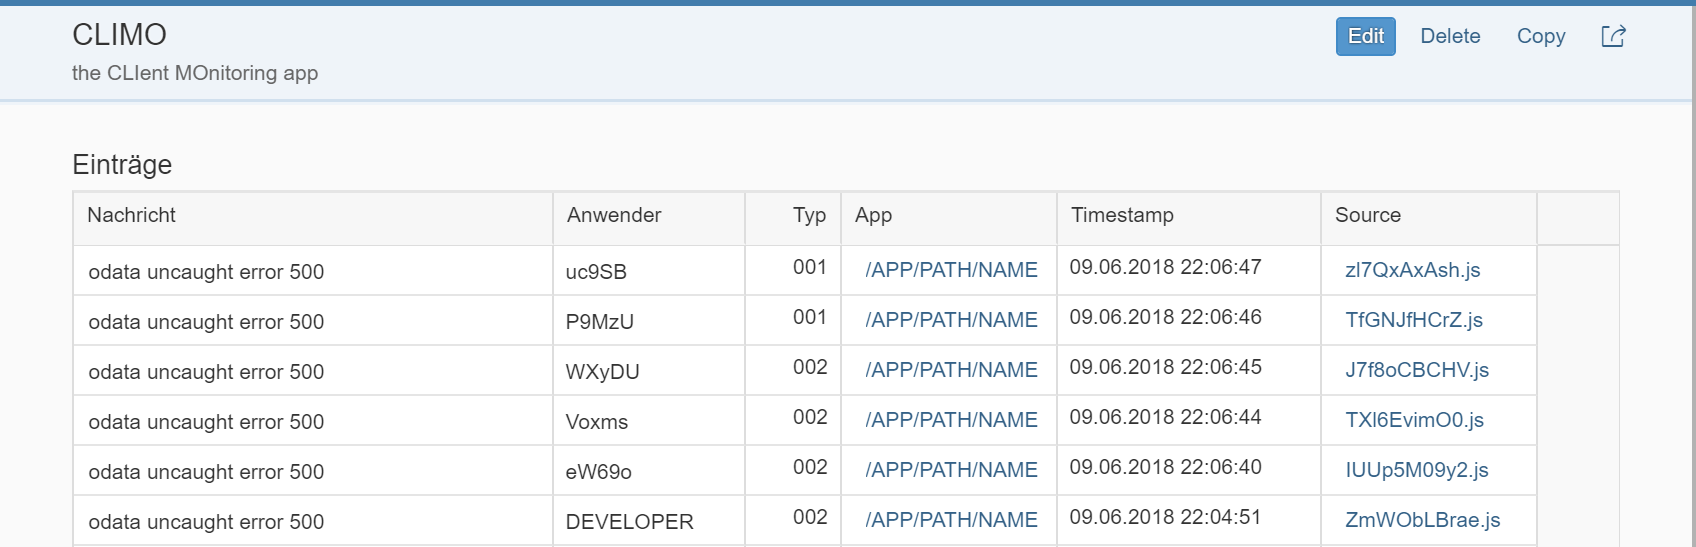 CLIMO
Edit Delete Copy
the CLIent MOnitoring app
Einträge
Nachricht Anwender Typ App Timestamp Source
odata uncaught error 500 uc9SB 001 /APP/PATH/NAME 09.06.2018 22:06:47 zl7QxAxAsh.js
odata uncaught error 500 P9MzU 001 /APP/PATH/NAME 09.06.2018 22:06:46 TfGNJfHCrZ.js
odata uncaught error 500 WXyDU 002 /APP/PATH/NAME 09.06.2018 22:06:45 J7f8oCBCHV.js
odata uncaught error 500 Voxms 002 /APP/PATH/NAME 09.06.2018 22:06:44 TXl6EvimO0.js
odata uncaught error 500 eW69o 002 /APP/PATH/NAME 09.06.2018 22:06:40 IUUp5M09y2.js
odata uncaught error 500 DEVELOPER 002 /APP/PATH/NAME 09.06.2018 22:04:51 ZmWObLBrae.js